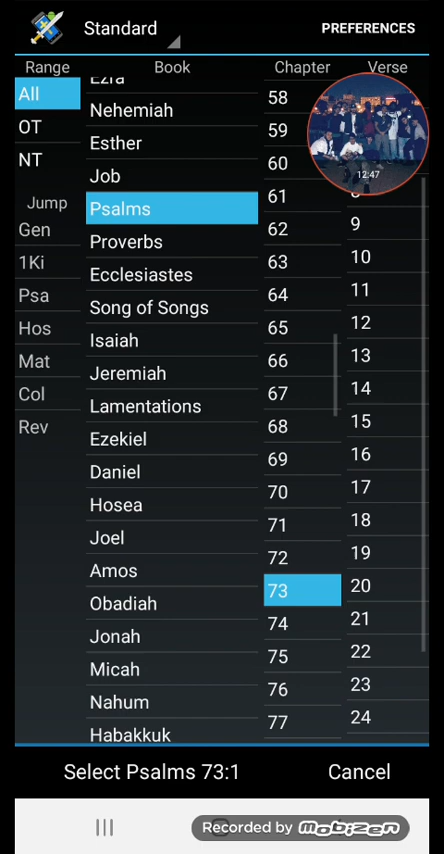 Standard
PREFERENCES
Range
Book
Chapter
Verse
All
OT
NT
Jump
Gen
1Ki
Psa
Hos
Mat
Col
Rev
Ezra
Nehemiah
Esther
Job
Psalms
Proverbs
Ecclesiastes
Song of Songs
Isaiah
Jeremiah
Lamentations
Ezekiel
Daniel
Hosea
Joel
Amos
Obadiah
Jonah
Micah
Nahum
Habakkuk
58
59
60
61
62
63
64
65
66
67
68
69
70
71
72
73
74
75
76
77
12:47
9
10
11
12
13
14
15
16
17
18
19
20
21
22
23
24
Select Psalms 73:1
Cancel
Recorded by Mobizen